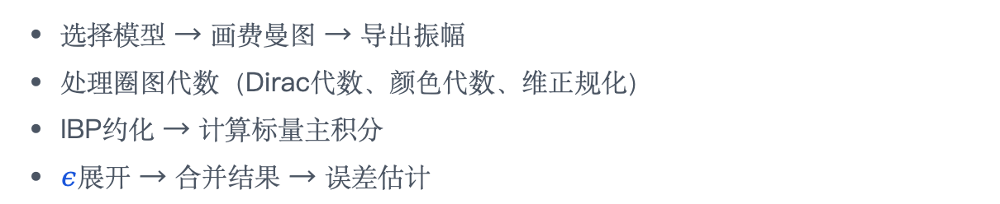 • 选择模型 → 画费曼图 → 导出振幅
• 处理圈图代数（Dirac代数、颜色代数、维正规化）
• IBP约化 → 计算标量主积分
• ϵ展开 → 合并结果 → 误差估计